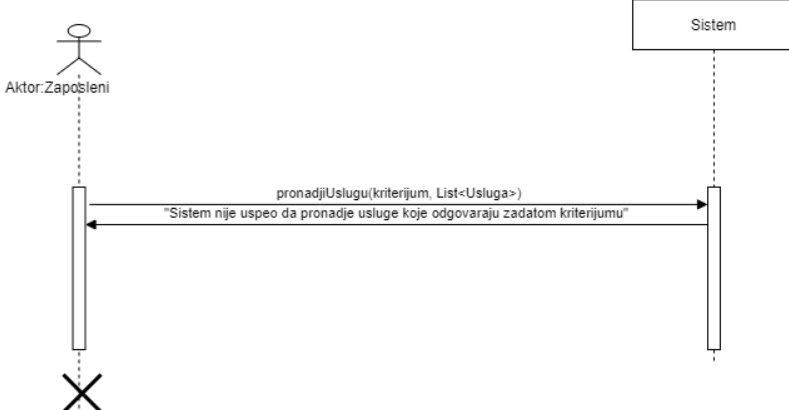 Sistem
Aktor:Zaposleni
pronadjiUslugu(kriterijum, List<Usluga>)
"Sistem nije uspeo da pronadje usluge koje odgovaraju zadatom kriterijumu"